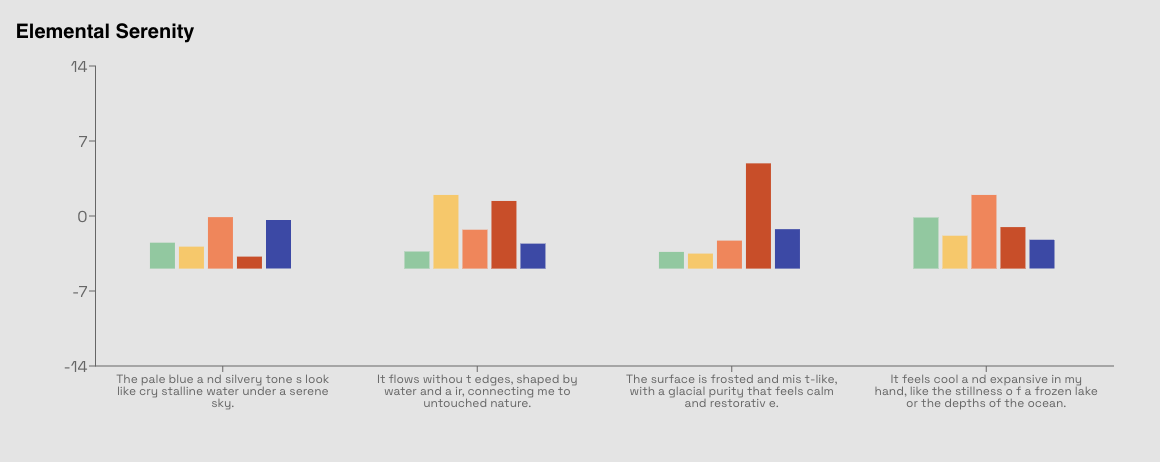 Elemental Serenity
14
7
0
-7
-14
The pale blue a nd silvery tone s look
like cry stalline water under a serene
sky.
It flows withou t edges, shaped by
water and a ir, connecting me to
untouched nature.
The surface is frosted and mis t-like,
with a glacial purity that feels calm
and restorativ e.
It feels cool a nd expansive in my
hand, like the stillness o f a frozen lake
or the depths of the ocean.